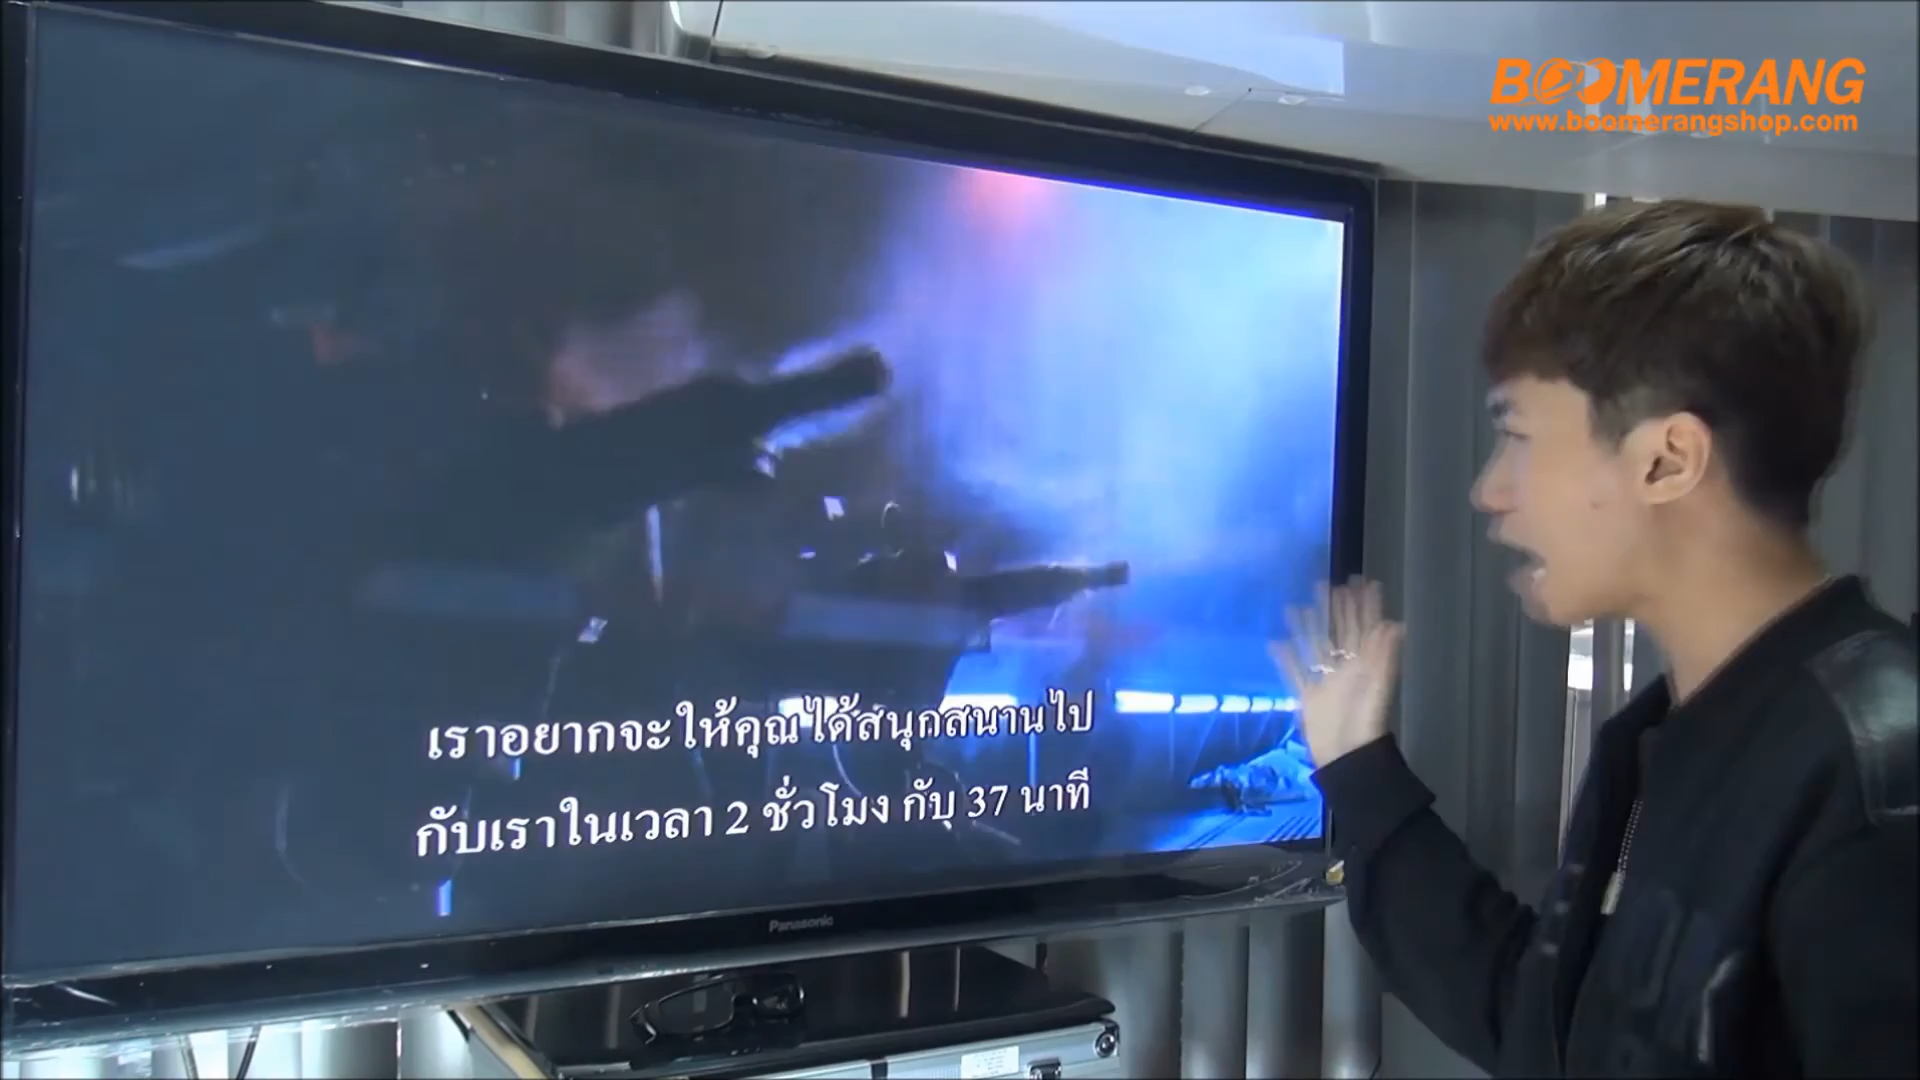 BOOMERANG
www.boomerangshop.com
เราอยากจะให้คุณได้สนุกสนานไป
กับเราในเวลา 2 ชั่วโมง กับ 37 นาที
Panasonic